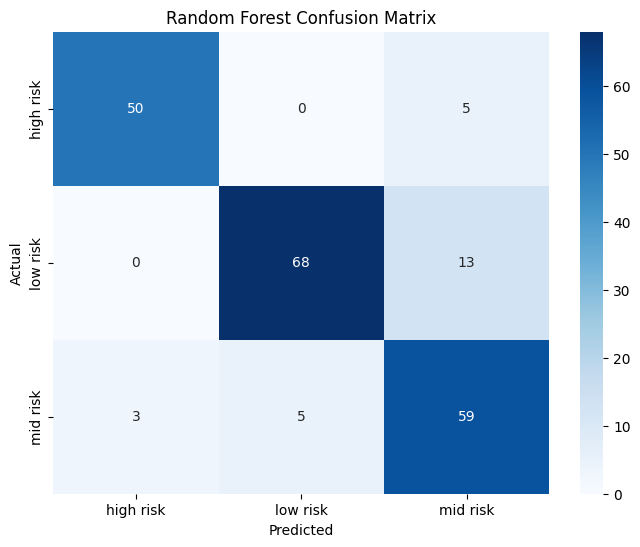 Random Forest Confusion Matrix
Actual
high risk
50 0 5
low risk
0 68 13
mid risk
3 5 59
high risk low risk mid risk
Predicted
60
50
40
30
20
10
0